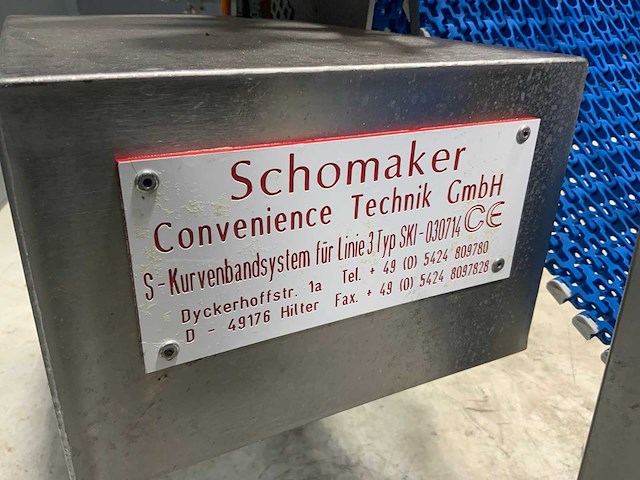 Schomaker
Convenience Technik GmbH
S-Kurvenbandsystem für Linie 3,Typ SKI-030714 CE
Dyckerhoffstr. 1a Tel. + 49 (0) 5424 809780
D - 49176 Hilter Fax. + 49 (0) 5424 8097828